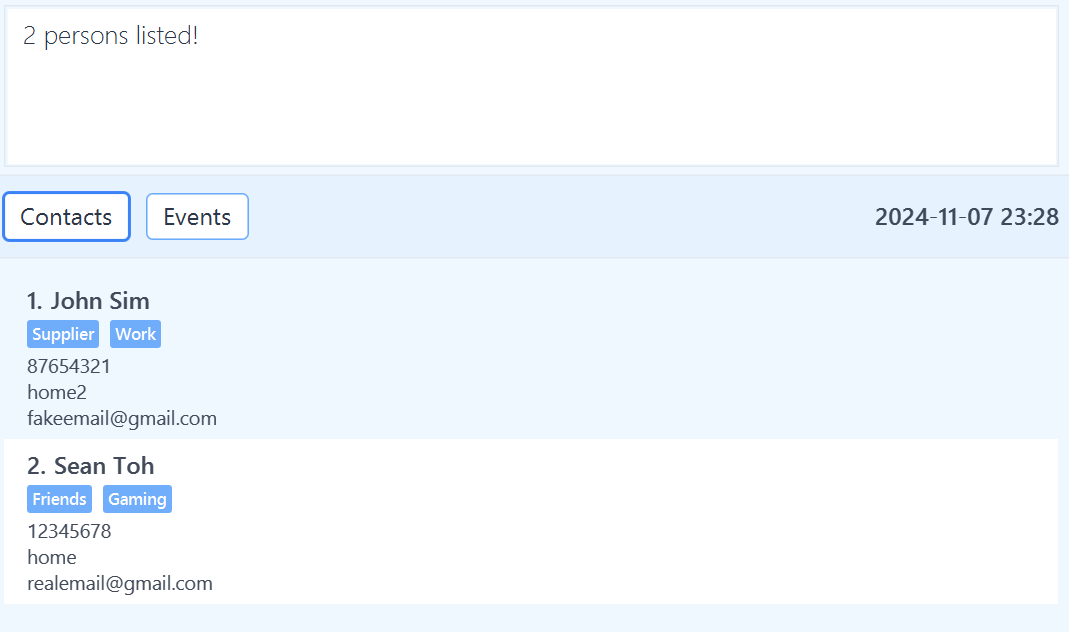 2 persons listed!
Contacts Events 2024-11-07 23:28
1. John Sim
Supplier Work
87654321
home2
fakeemail@gmail.com
2. Sean Toh
Friends Gaming
12345678
home
realemail@gmail.com